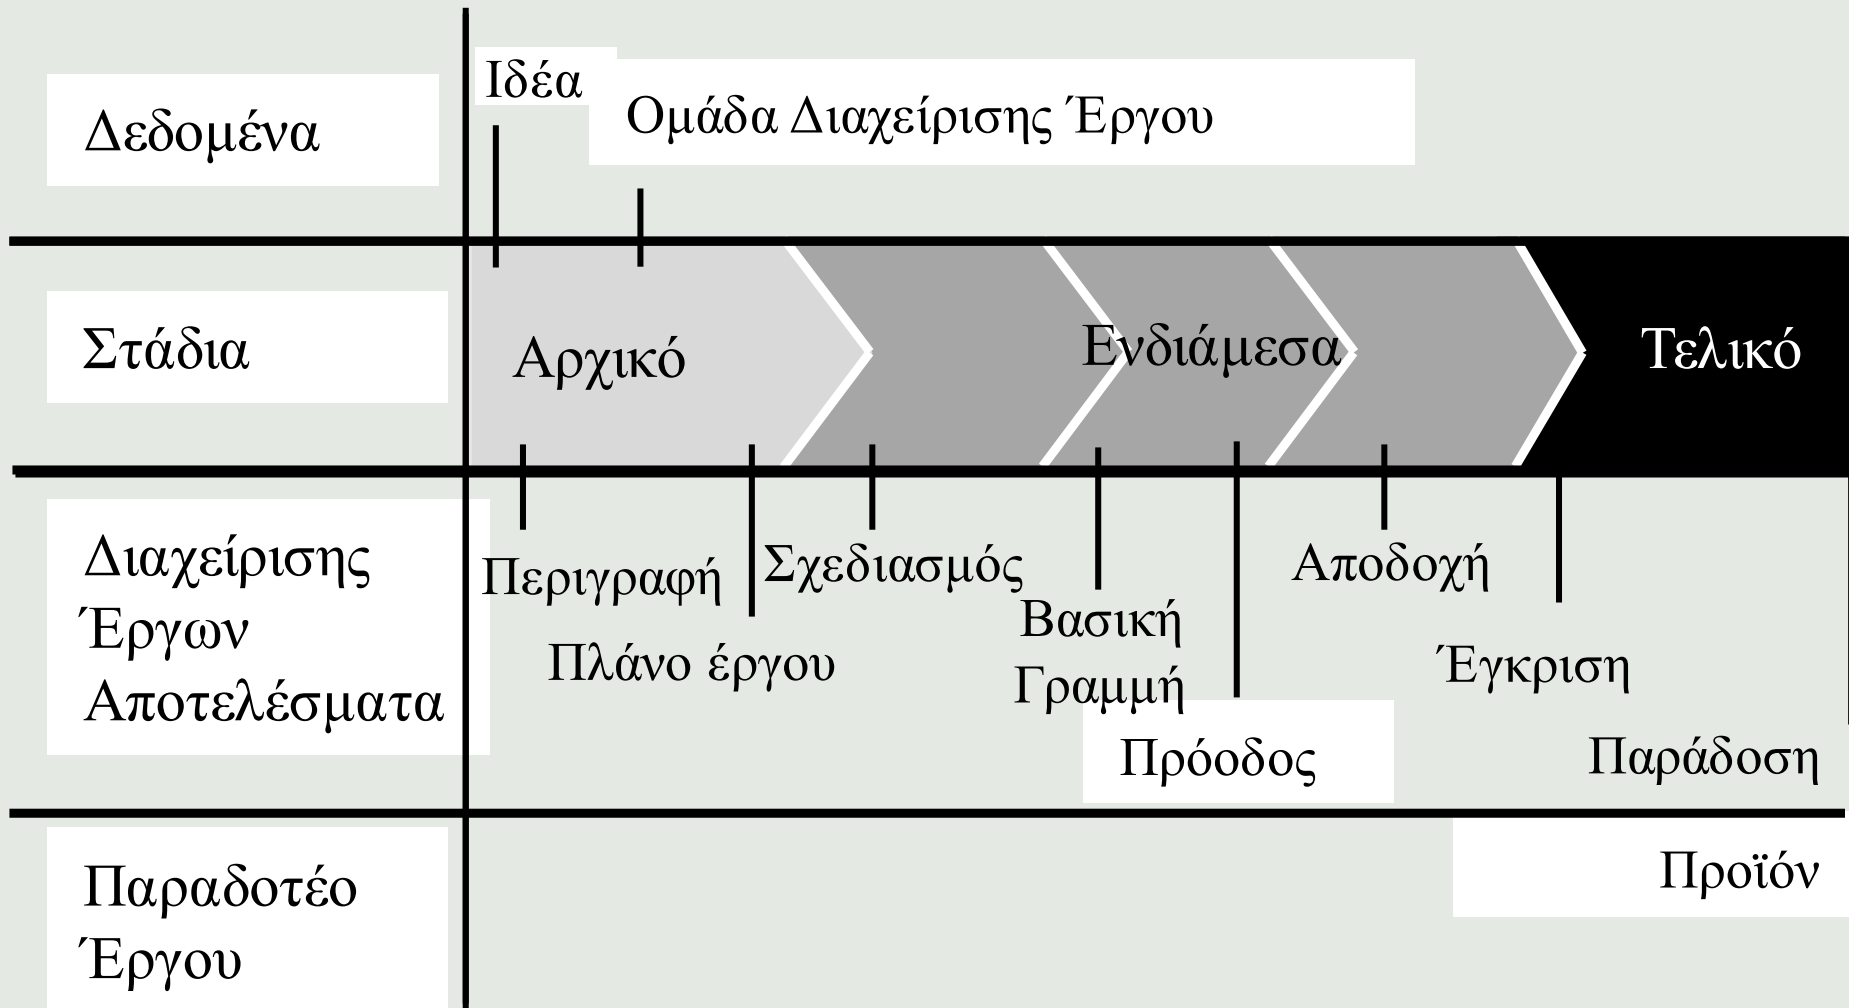 Δεδομένα
Ιδέα
Ομάδα Διαχείρισης Έργου
Στάδια
Αρχικό
Ενδιάμεσα
Τελικό
Διαχείρισης
Έργων
Αποτελέσματα
Περιγραφή
Πλάνο έργου
Σχεδιασμός
Βασική
Γραμμή
Πρόοδος
Αποδοχή
Έγκριση
Παράδοση
Παραδοτέο
Έργου
Προϊόν